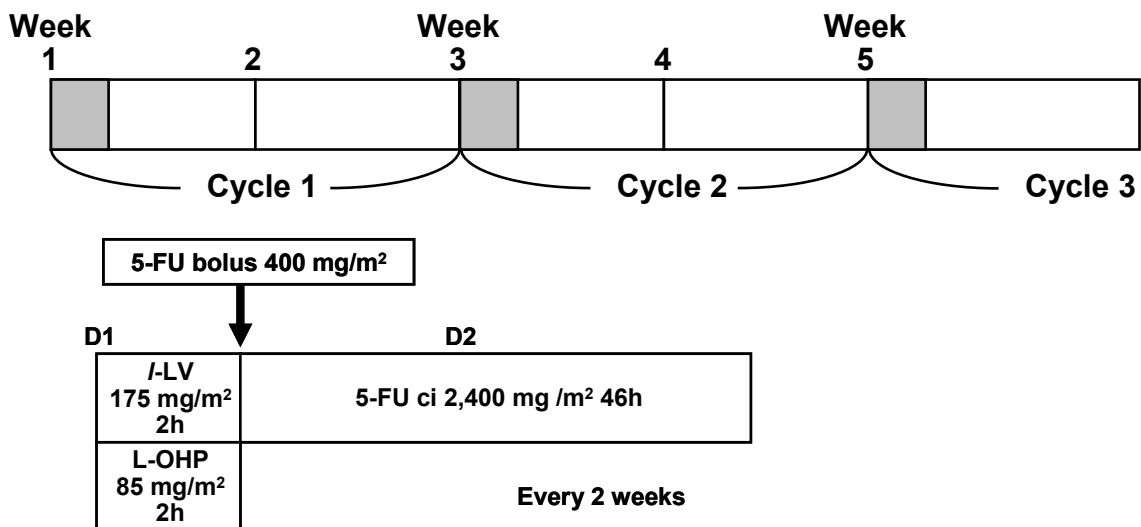 Week Week Week
1 2 3 4 5
Cycle 1 Cycle 2 Cycle 3
5-FU bolus 400 mg/m²
D1 D2
l-LV
175 mg/m²
2h
5-FU ci 2,400 mg /m² 46h
L-OHP
85 mg/m²
2h
Every 2 weeks